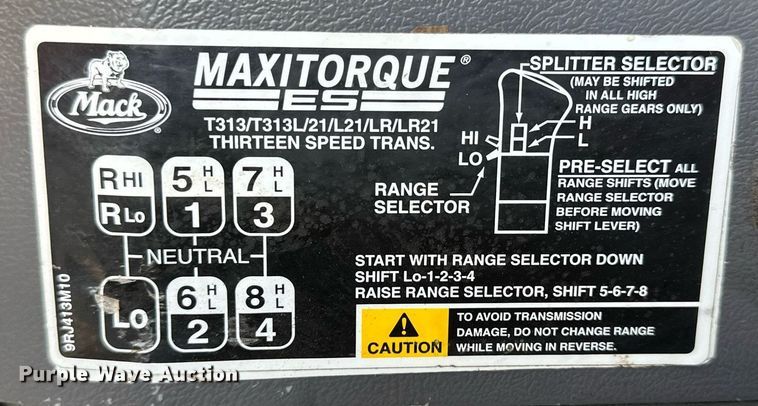 Mack
MAXITORQUE®
ES
T313/T313L/21/L21/LR/LR21
THIRTEEN SPEED TRANS.
R HI 5 H L 7 H L
R Lo 1 3
NEUTRAL
Lo 6 H L 8 H L
2 4
9RJ413M10
SPLITTER SELECTOR
(MAY BE SHIFTED
IN ALL HIGH
RANGE GEARS ONLY)
H
L
HI
LO
RANGE
SELECTOR
PRE-SELECT ALL
RANGE SHIFTS (MOVE
RANGE SELECTOR
BEFORE MOVING
SHIFT LEVER)
START WITH RANGE SELECTOR DOWN
SHIFT Lo-1-2-3-4
RAISE RANGE SELECTOR, SHIFT 5-6-7-8
CAUTION
TO AVOID TRANSMISSION
DAMAGE, DO NOT CHANGE RANGE
WHILE MOVING IN REVERSE.
Purple Wave Auction